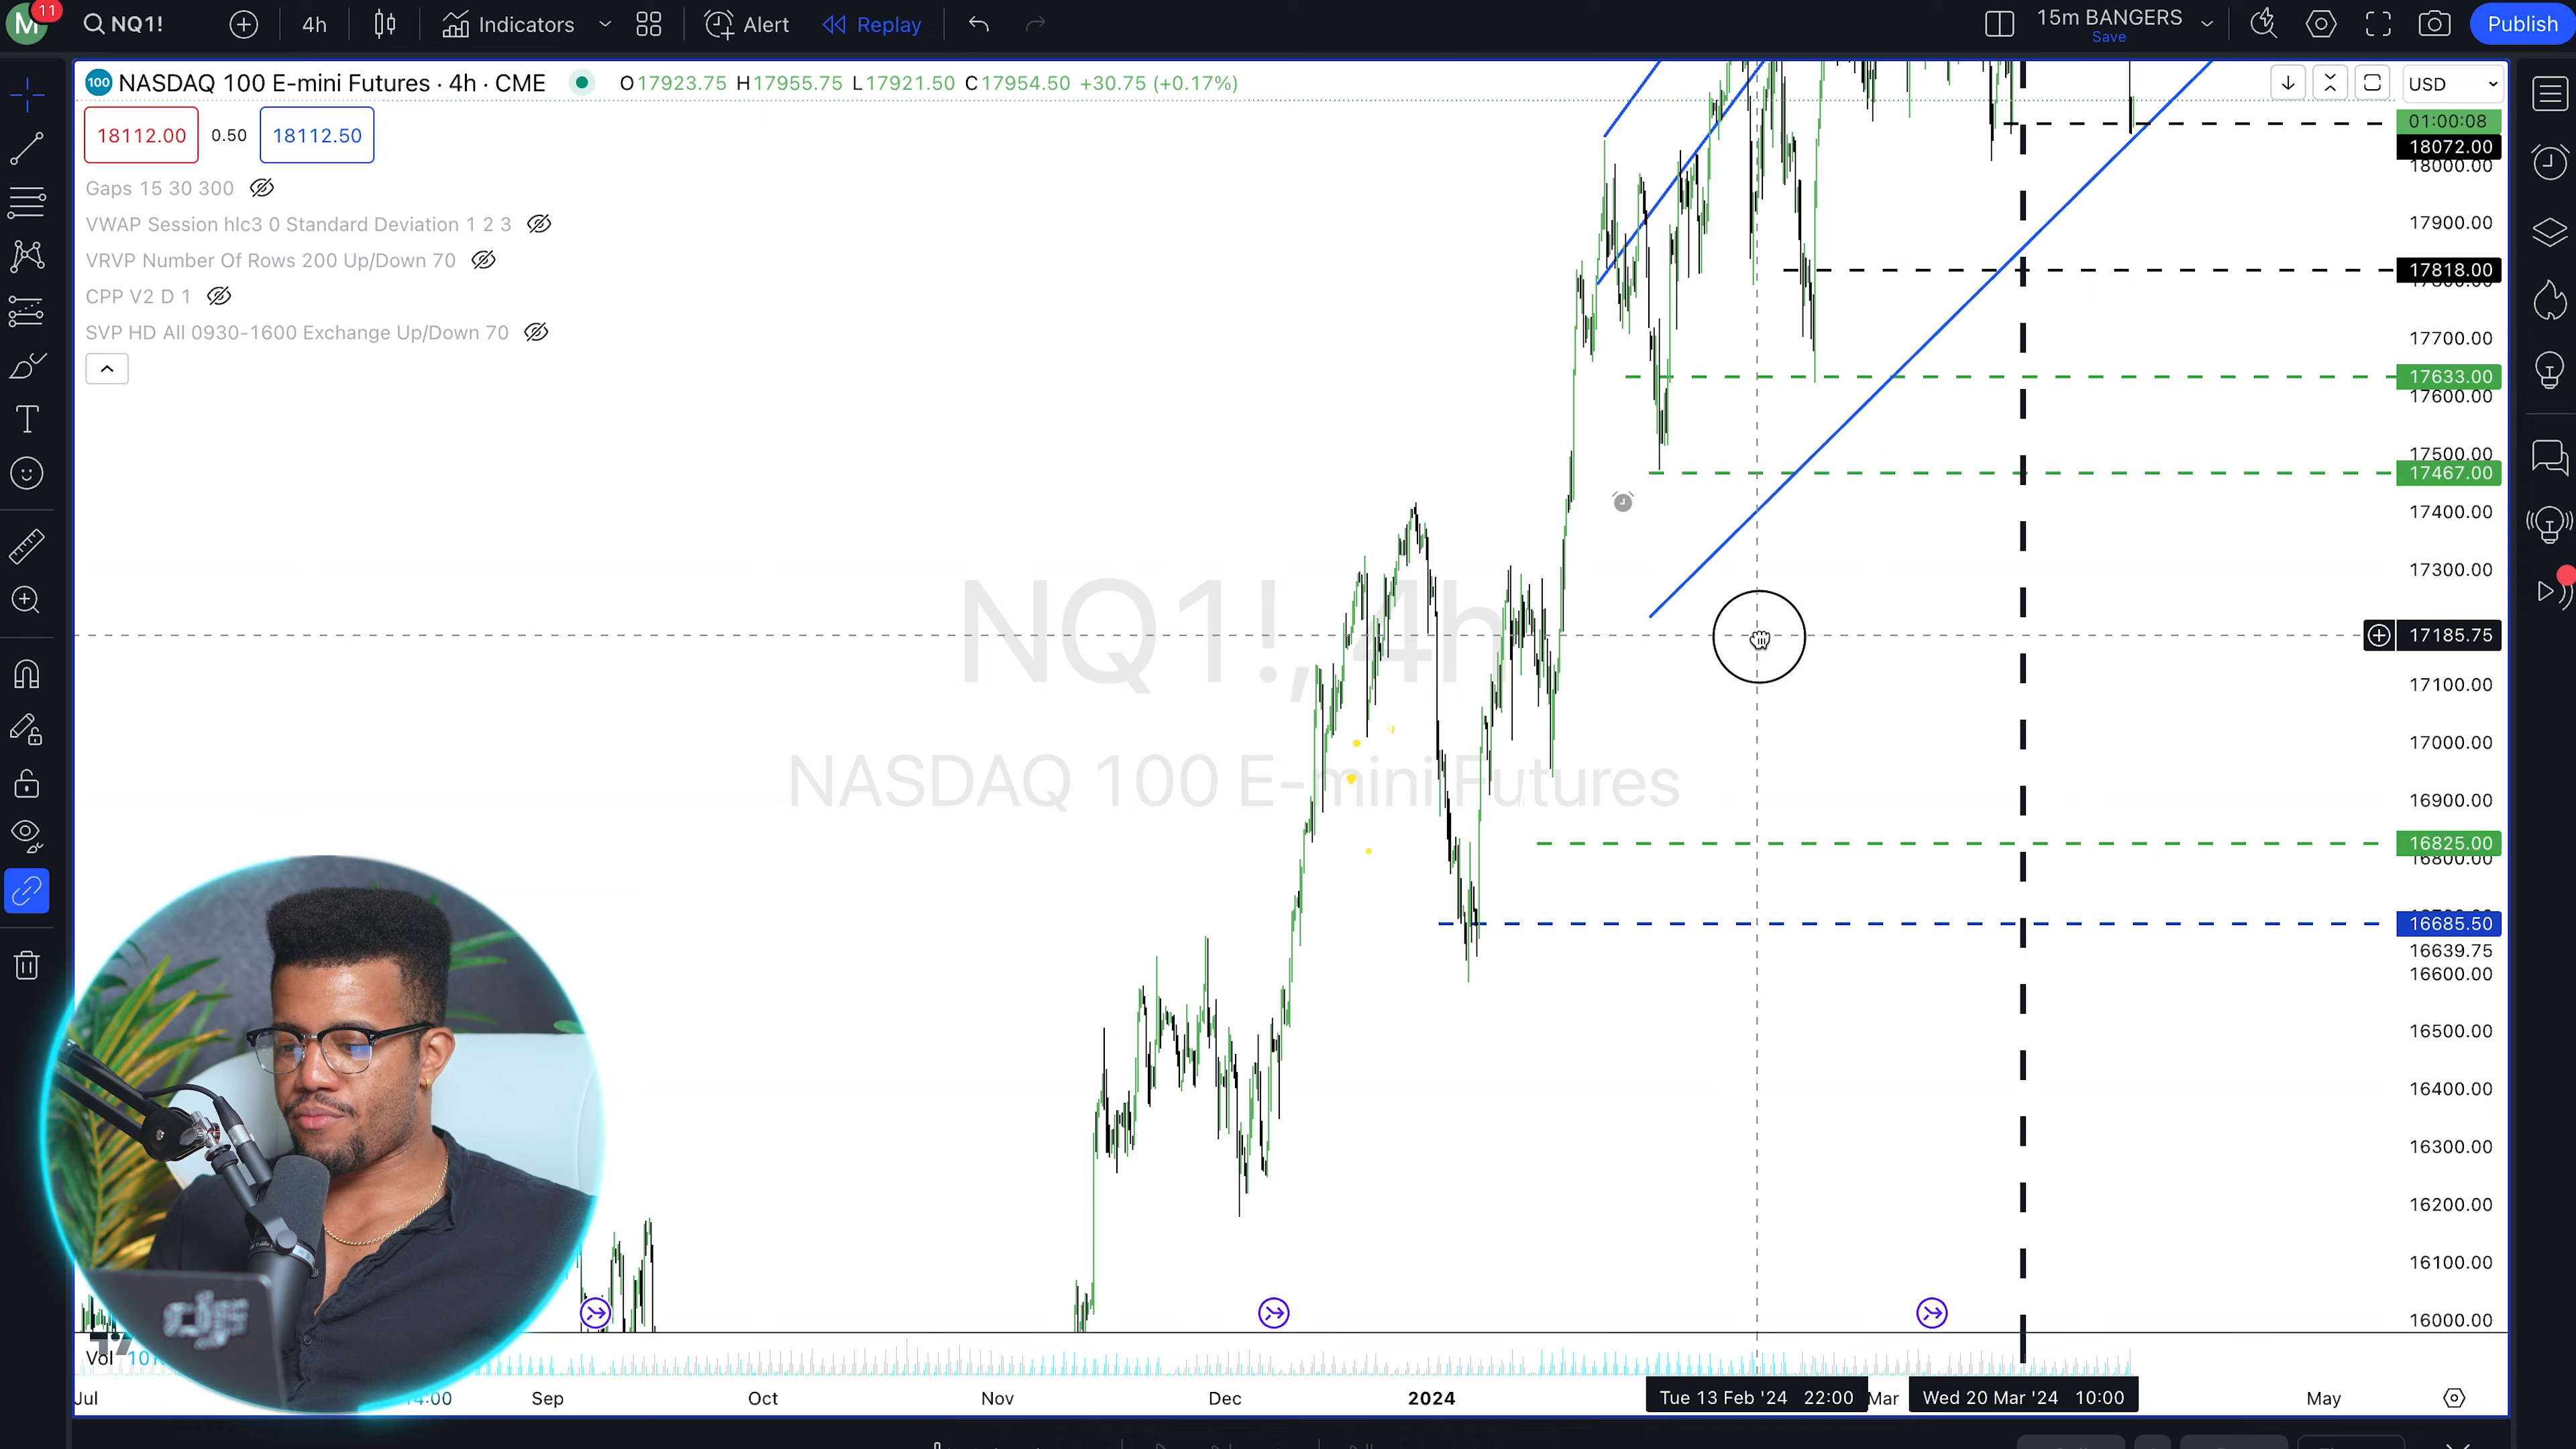 M 11 NQ1! 4h Indicators Alert Replay 15m BANGERS Publish
Save
100 NASDAQ 100 E-mini Futures · 4h · CME O17923.75 H17955.75 L17921.50 C17954.50 +30.75 (+0.17%) USD
18112.00 0.50 18112.50
Gaps 15 30 300
VWAP Session hlc3 0 Standard Deviation 1 2 3
VRVP Number Of Rows 200 Up/Down 70
CPP V2 D 1
SVP HD All 0930-1600 Exchange Up/Down 70
NQ1!, 4h
NASDAQ 100 E-mini Futures
01:00:08
18072.00
18000.00
17900.00
17818.00
17700.00
17633.00
17600.00
17500.00
17467.00
17400.00
17300.00
17185.75
17100.00
17000.00
16900.00
16825.00
16800.00
16685.50
16639.75
16600.00
16500.00
16400.00
16300.00
16200.00
16100.00
16000.00
Vol
Jul Sep Oct Nov Dec 2024 Tue 13 Feb '24 22:00 Mar Wed 20 Mar '24 10:00 May